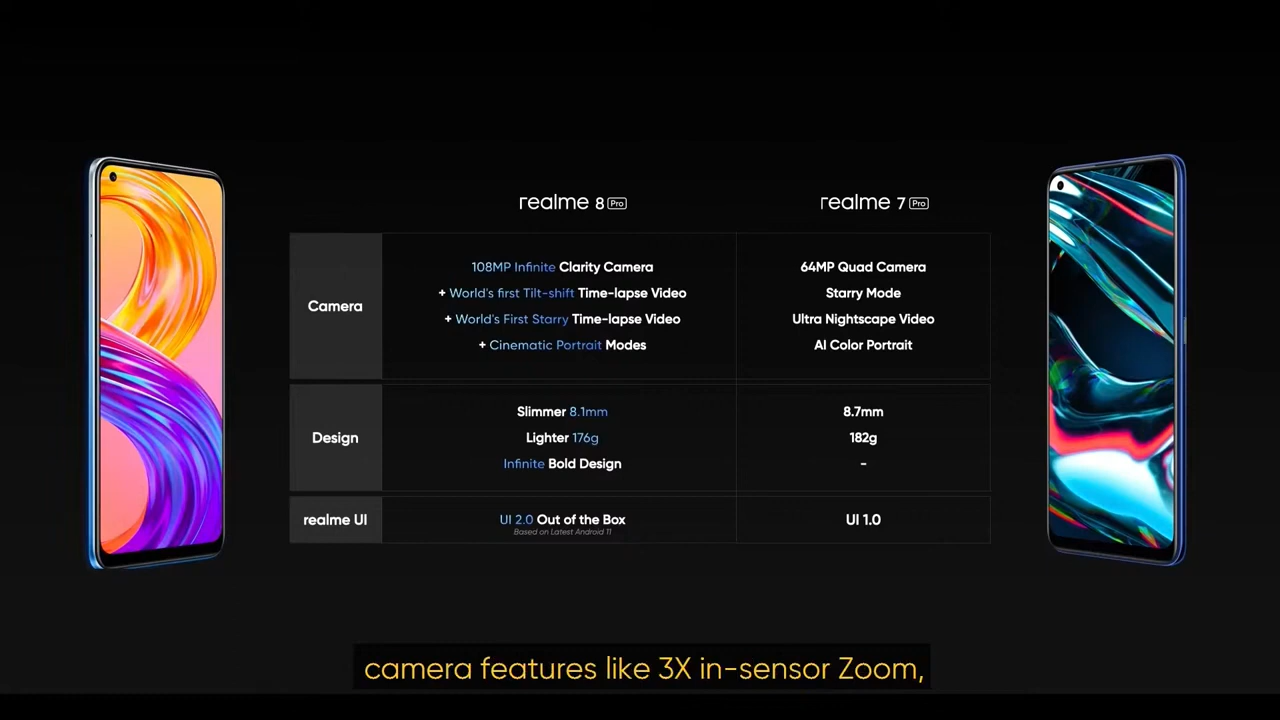 realme 8 Pro
realme 7 Pro
Camera
108MP Infinite Clarity Camera
+ World's first Tilt-shift Time-lapse Video
+ World's First Starry Time-lapse Video
+ Cinematic Portrait Modes
64MP Quad Camera
Starry Mode
Ultra Nightscape Video
AI Color Portrait
Design
Slimmer 8.1mm
Lighter 176g
Infinite Bold Design
8.7mm
182g
-
realme UI
UI 2.0 Out of the Box
Based on Latest Android 11
UI 1.0
camera features like 3X in-sensor Zoom,